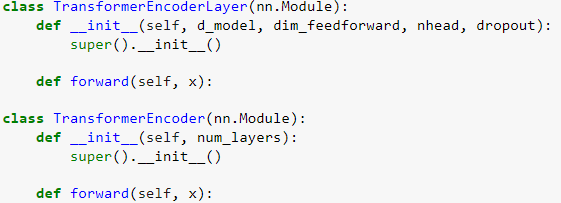 class TransformerEncoderLayer(nn.Module):
    def __init__(self, d_model, dim_feedforward, nhead, dropout):
        super().__init__()
    def forward(self, x):
class TransformerEncoder(nn.Module):
    def __init__(self, num_layers):
        super().__init__()
    def forward(self, x):